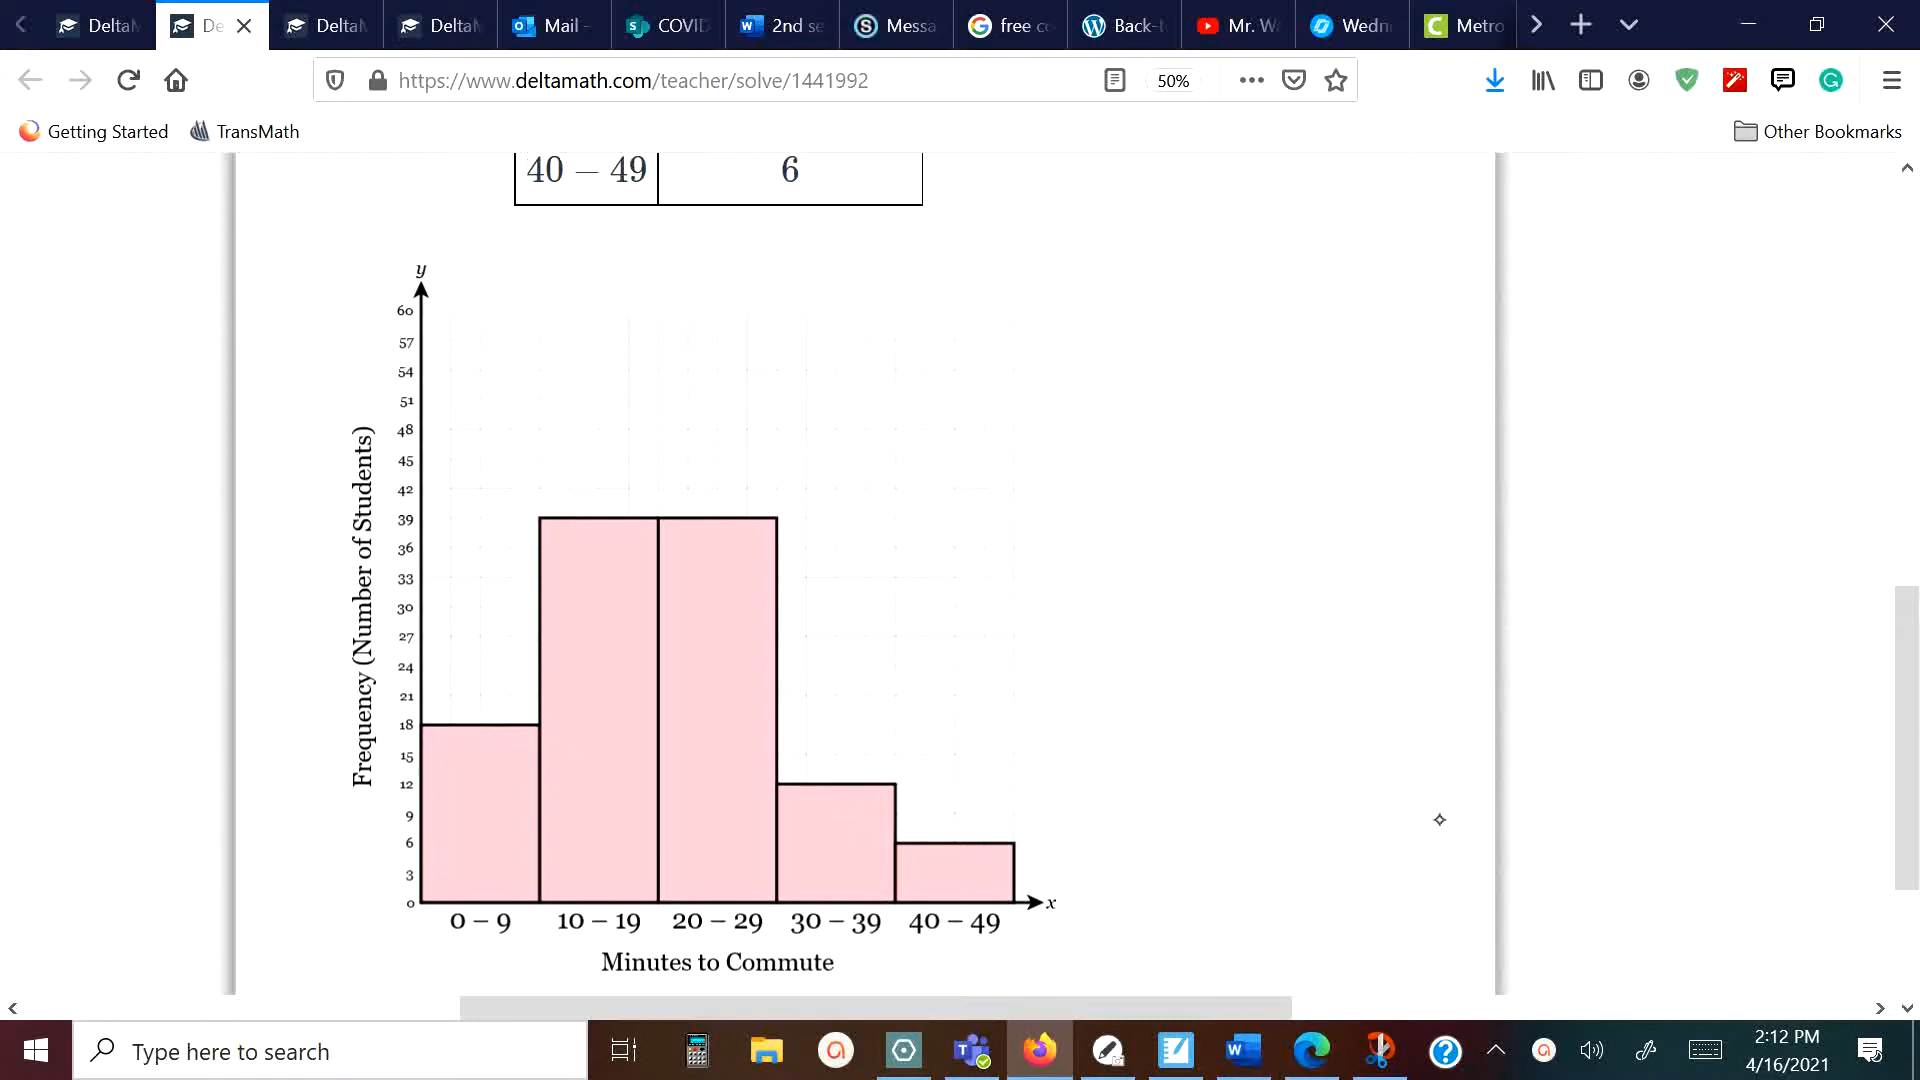 Delta
De
Delta
Delta
Mail -
COVID
2nd se
Messa
free co
Back-t
Mr. W
Wedn
Metro
https://www.deltamath.com/teacher/solve/1441992
50%
Getting Started
TransMath
Other Bookmarks
40 – 49 6
y
60
57
54
51
48
45
42
39
36
33
30
27
24
21
18
15
12
9
6
3
0
Frequency (Number of Students)
x
0 – 9 10 – 19 20 – 29 30 – 39 40 – 49
Minutes to Commute
Type here to search
2:12 PM
4/16/2021